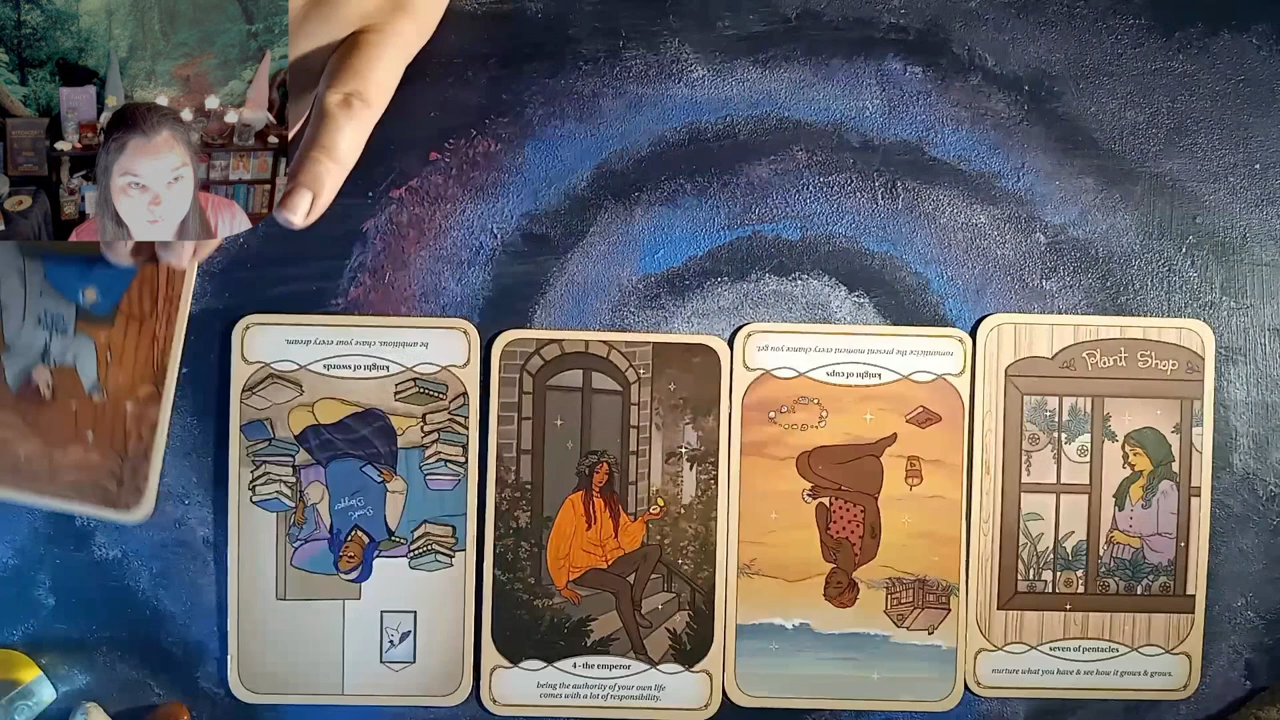 be ambitious, chase your every dream.
knight of swords
Book
Blogger
4 - the emperor
being the authority of your own life
comes with a lot of responsibility.
romanticize the present moment every chance you get.
knight of cups
Plant Shop
seven of pentacles
nurture what you have & see how it grows & grows.